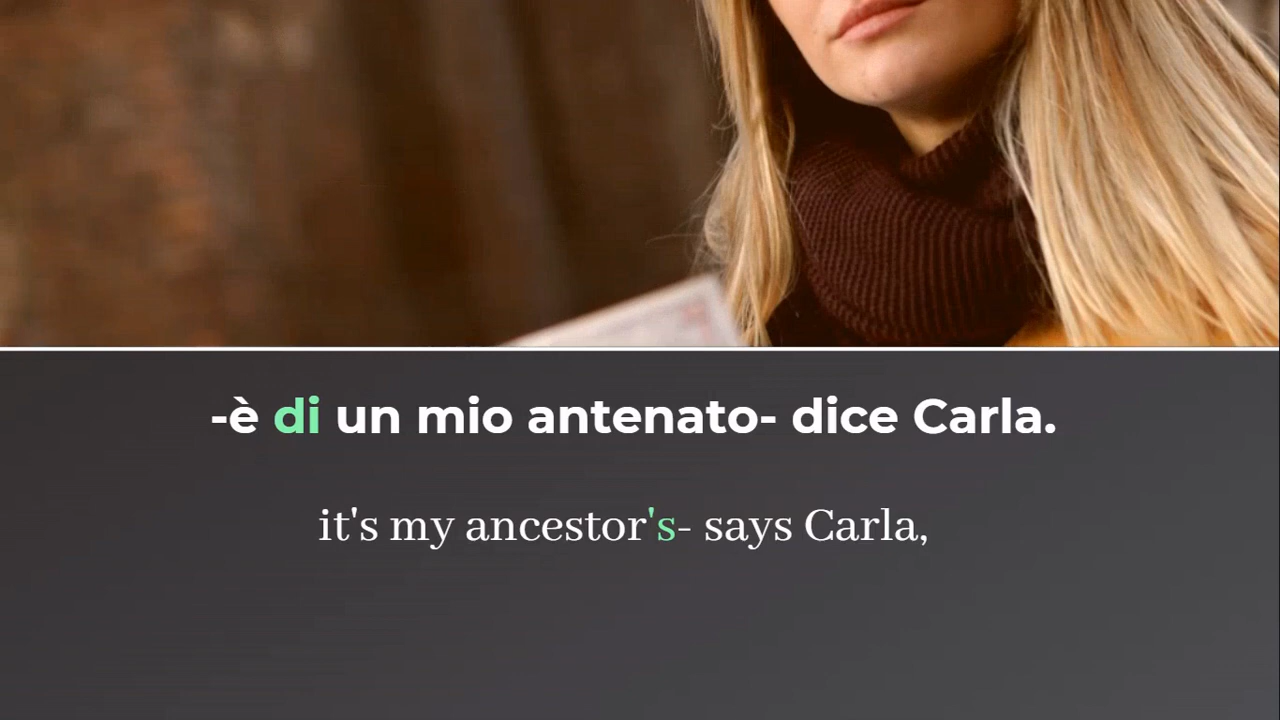 -è di un mio antenato- dice Carla.
it's my ancestor's- says Carla,